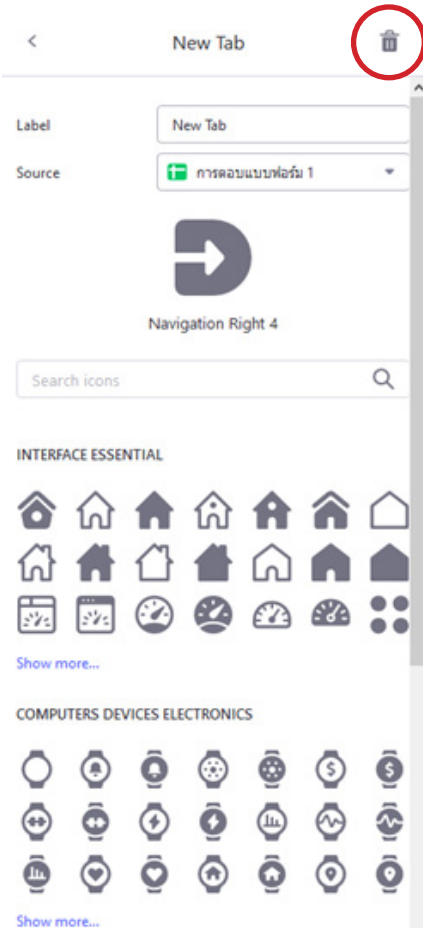 New Tab
Label
New Tab
Source
การตอบแบบฟอร์ม 1
Navigation Right 4
Search icons
INTERFACE ESSENTIAL
Show more...
COMPUTERS DEVICES ELECTRONICS
Show more...